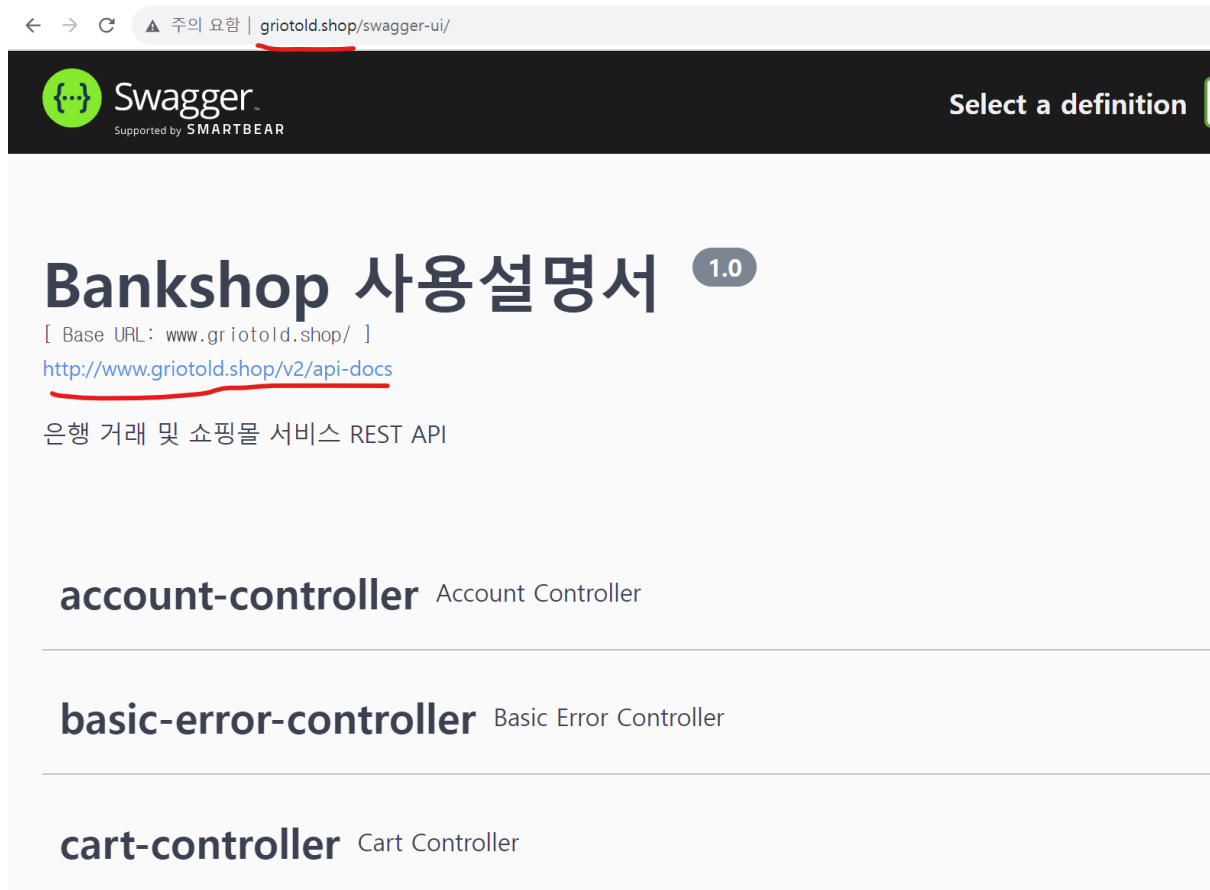 주의 요함 | griotold.shop/swagger-ui/
{...} Swagger™
Supported by SMARTBEAR
Select a definition
Bankshop 사용설명서 1.0
[ Base URL: www.griotold.shop/ ]
http://www.griotold.shop/v2/api-docs
은행 거래 및 쇼핑몰 서비스 REST API
account-controller Account Controller
basic-error-controller Basic Error Controller
cart-controller Cart Controller